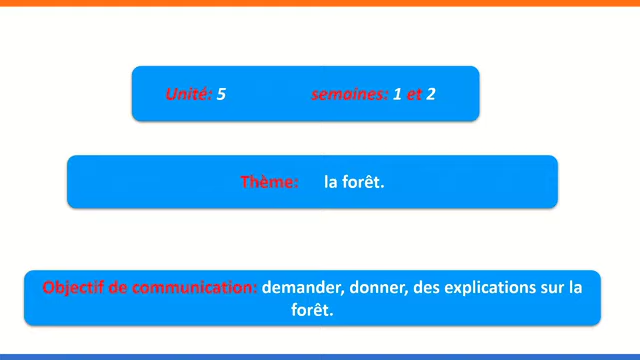 Unité: 5 semaines: 1 et 2
Thème: la forêt.
Objectif de communication: demander, donner, des explications sur la
forêt.